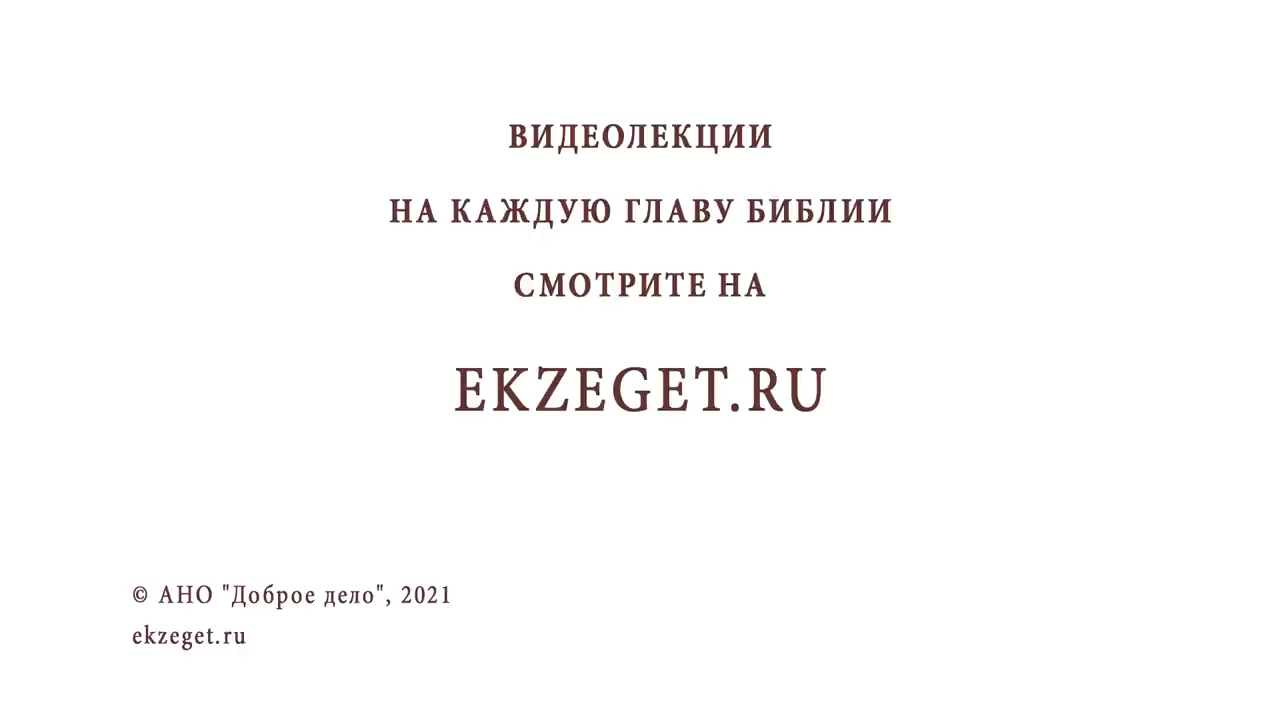 ВИДЕОЛЕКЦИИ
НА КАЖДУЮ ГЛАВУ БИБЛИИ
СМОТРИТЕ НА
EKZEGET.RU
© АНО "Доброе дело", 2021
ekzeget.ru